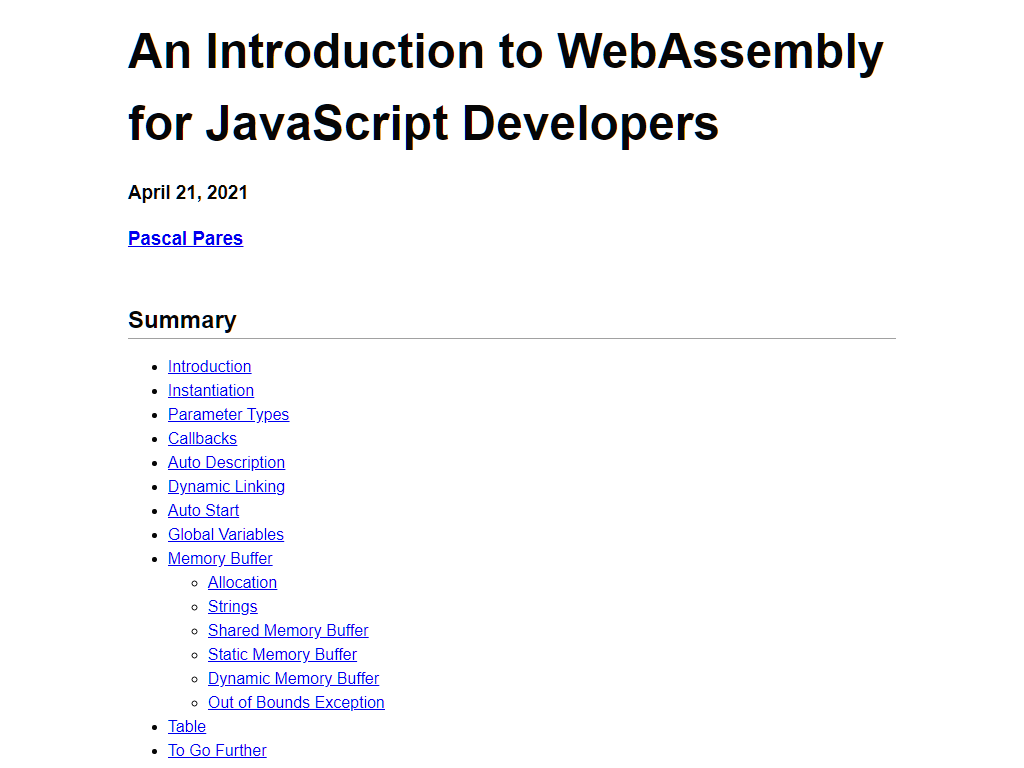 An Introduction to WebAssembly
for JavaScript Developers
April 21, 2021
Pascal Pares
Summary
Introduction
Instantiation
Parameter Types
Callbacks
Auto Description
Dynamic Linking
Auto Start
Global Variables
Memory Buffer
Allocation
Strings
Shared Memory Buffer
Static Memory Buffer
Dynamic Memory Buffer
Out of Bounds Exception
Table
To Go Further